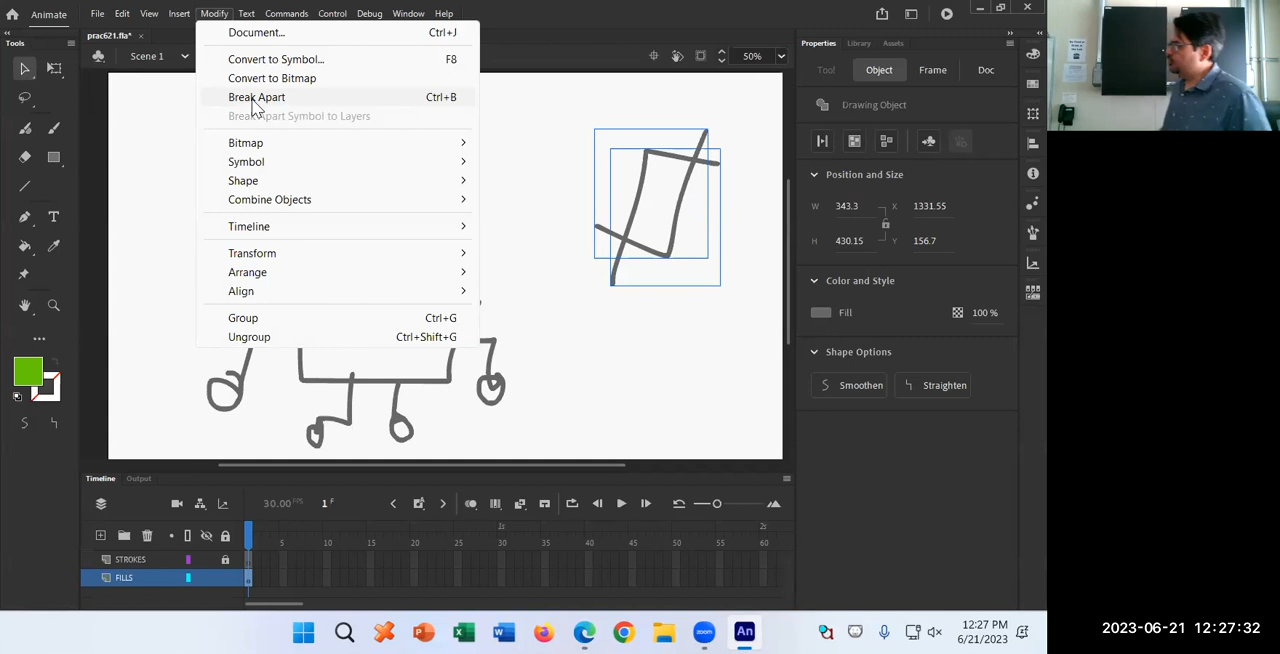 Animate
File Edit View Insert Modify Text Commands Control Debug Window Help
prac621.fla*
Tools
Scene 1
50%
Document... Ctrl+J
Convert to Symbol... F8
Convert to Bitmap
Break Apart Ctrl+B
Break Apart Symbol to Layers
Bitmap
Symbol
Shape
Combine Objects
Timeline
Transform
Arrange
Align
Group Ctrl+G
Ungroup Ctrl+Shift+G
Properties Library Assets
Tool Object Frame Doc
Drawing Object
Position and Size
W 343.3 X 1331.55
H 430.15 Y 156.7
Color and Style
Fill 100 %
Shape Options
Smoothen Straighten
Timeline Output
30.00 FPS 1 F
1s 2s
5 10 15 20 25 30 35 40 45 50 55 60
STROKES
FILLS
zoom
An
12:27 PM
6/21/2023
2023-06-21 12:27:32